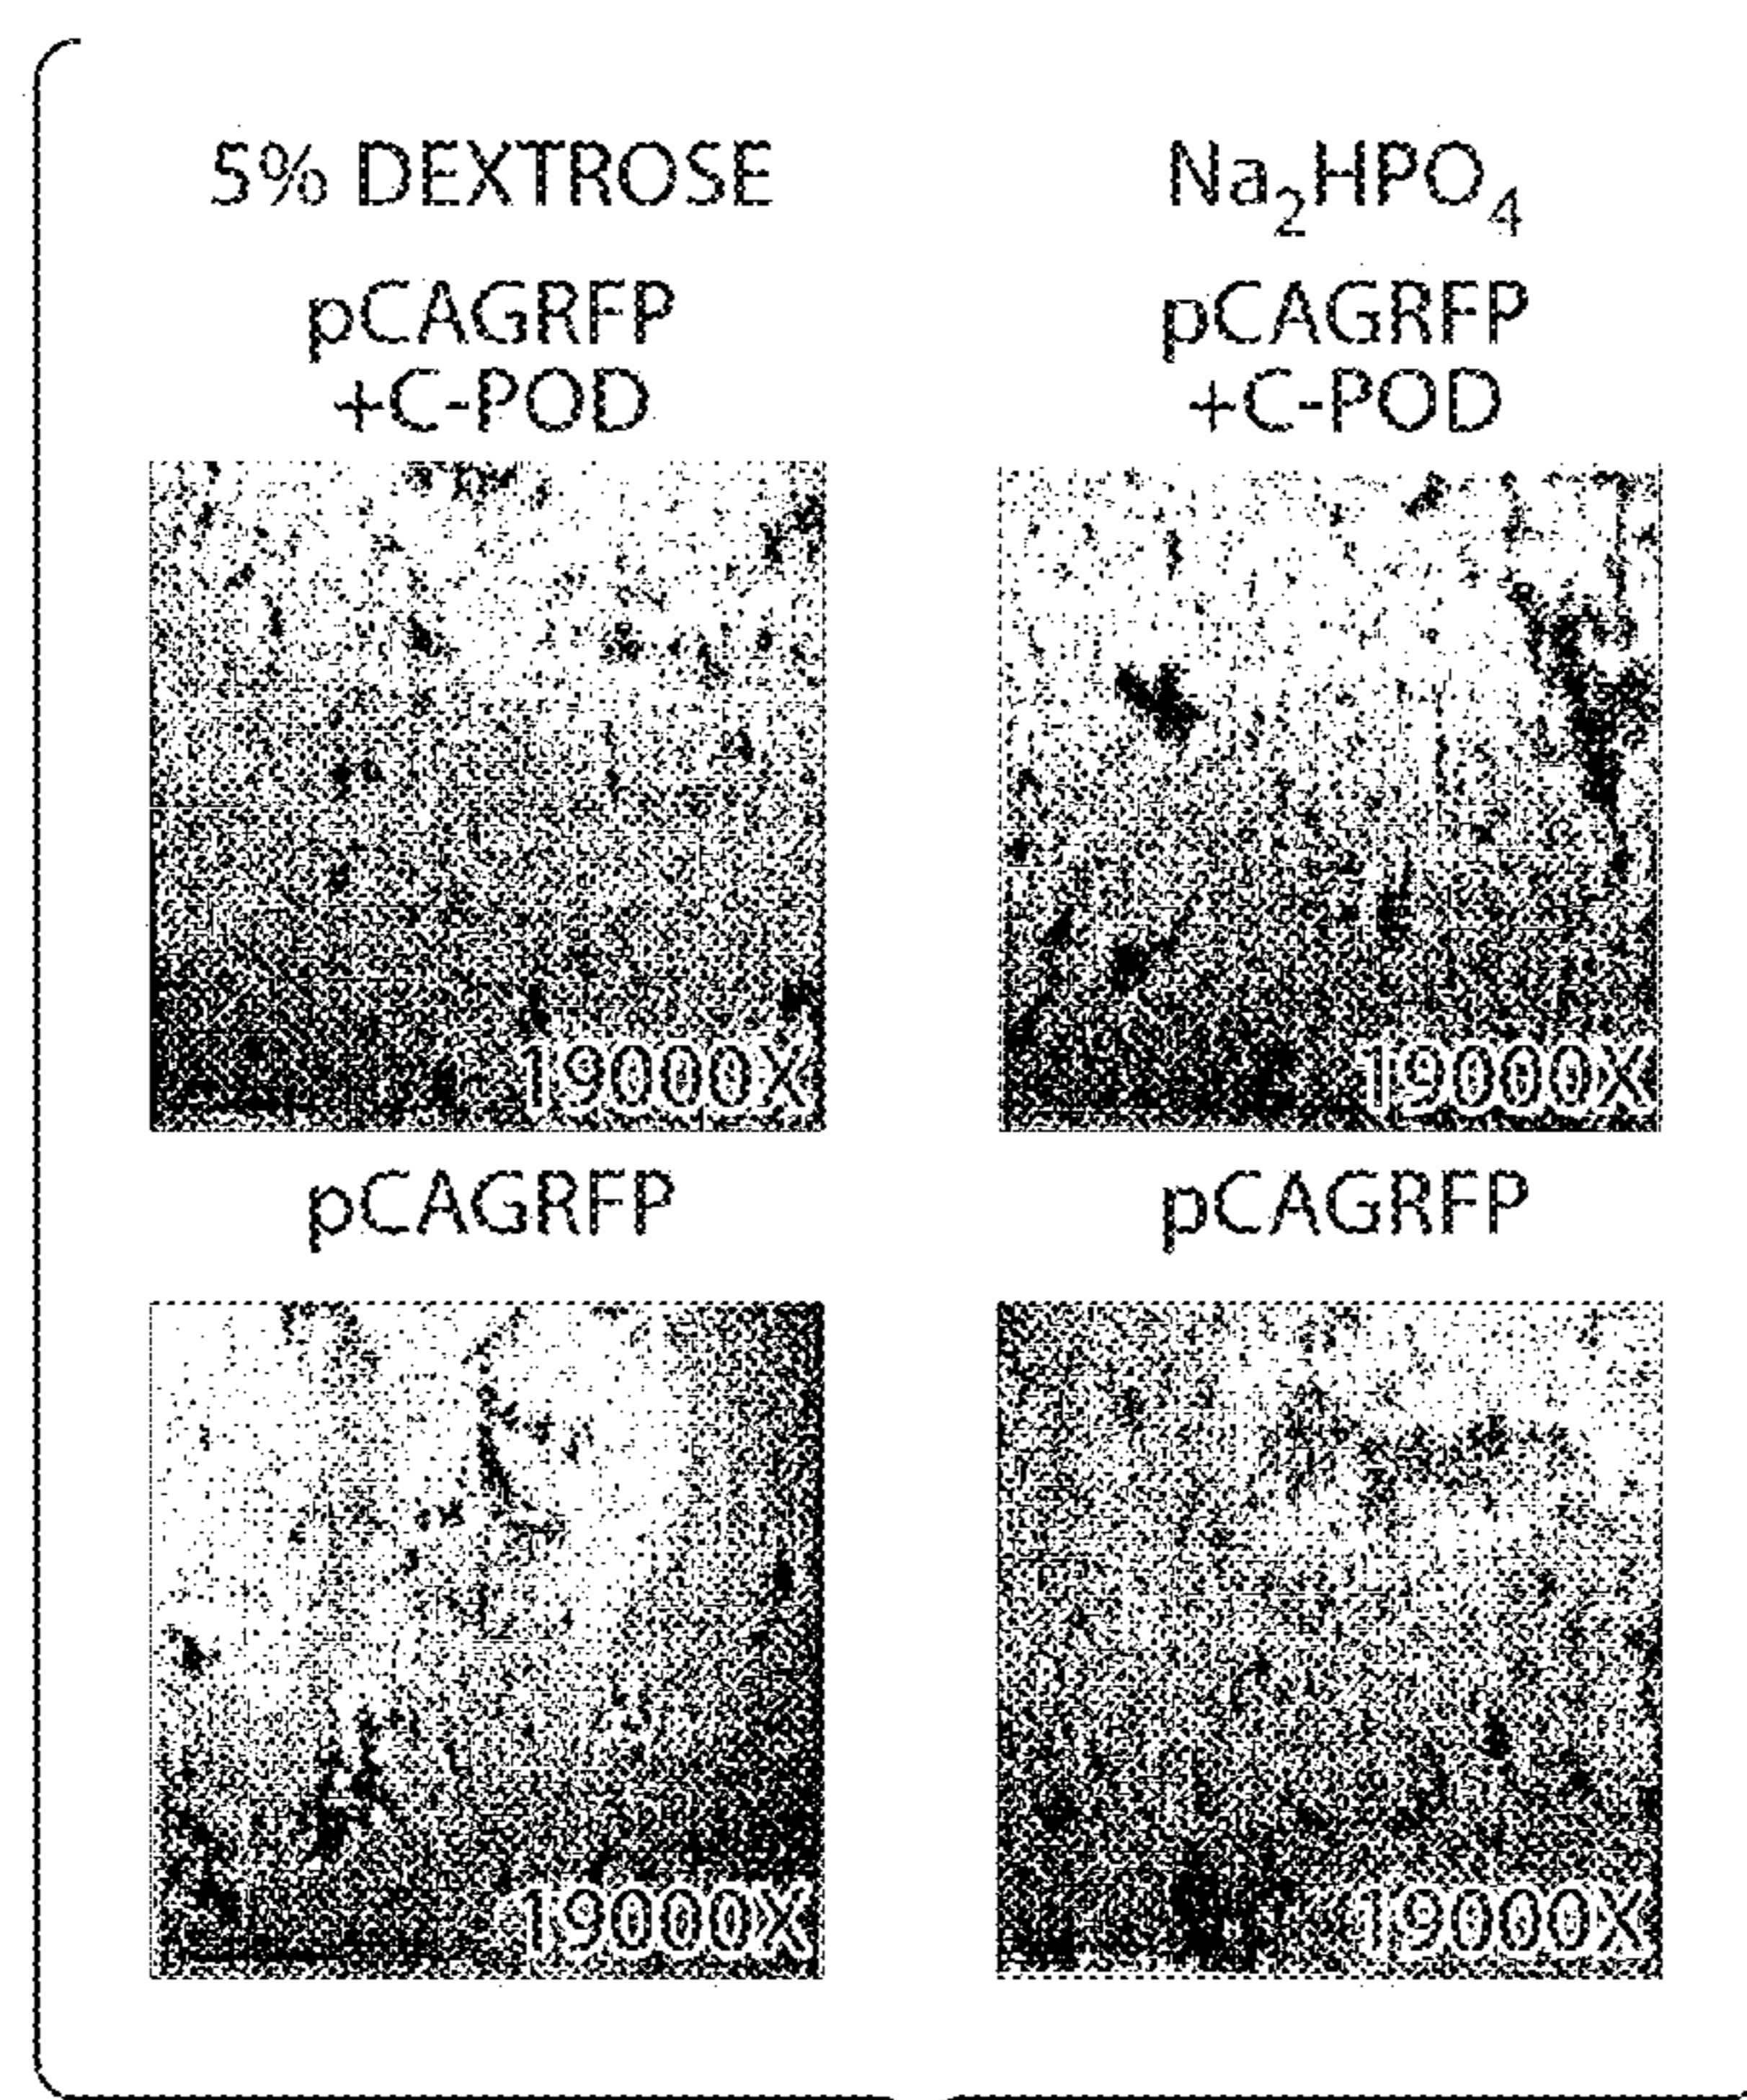 5% DEXTROSE
pCAGRFP
+C-POD
19000X
pCAGRFP
19000X
Na₂HPO₄
pCAGRFP
+C-POD
19000X
pCAGRFP
19000X